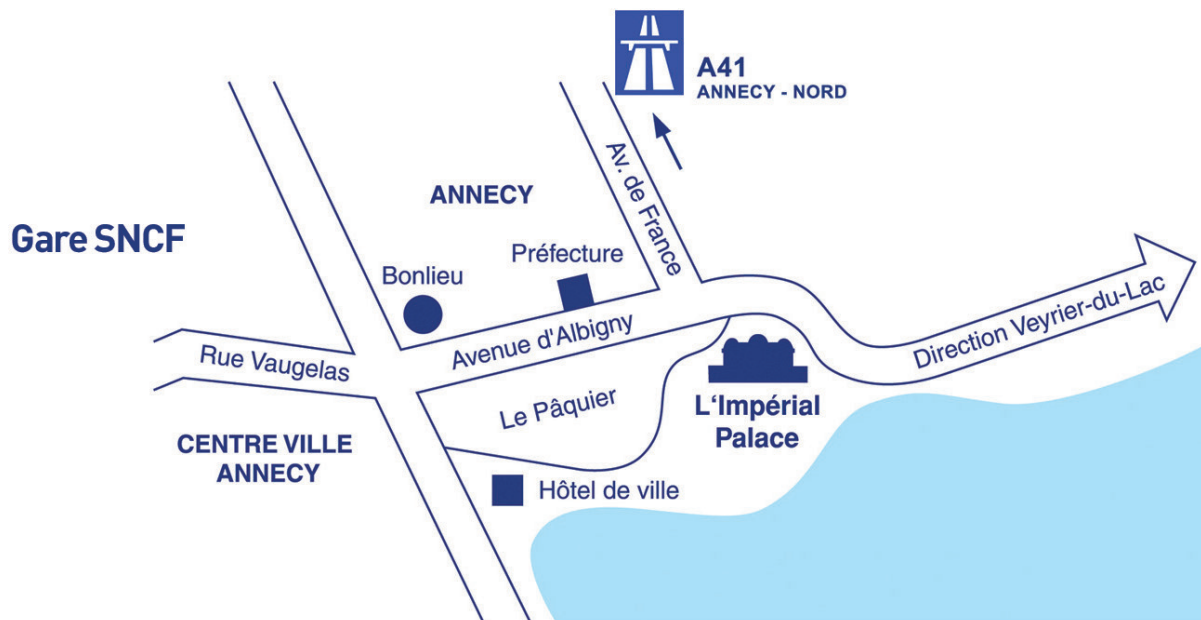 A41
ANNECY - NORD
Av. de France
ANNECY
Gare SNCF
Préfecture
Bonlieu
Avenue d'Albigny
Direction Veyrier-du-Lac
Rue Vaugelas
Le Pâquier
L'Impérial
Palace
CENTRE VILLE
ANNECY
Hôtel de ville